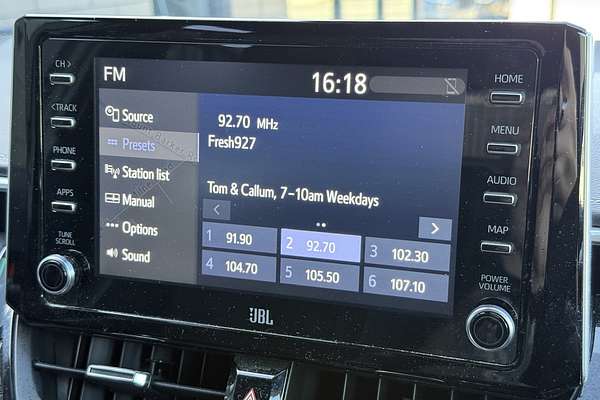 CH >
< TRACK
PHONE
APPS
TUNE
SCROLL
FM
16:18
Source
Presets
Station list
Manual
Options
Sound
92.70 MHz
Fresh927
Tom & Callum, 7-10am Weekdays
< >
1 91.90
2 92.70
3 102.30
4 104.70
5 105.50
6 107.10
JBL
HOME
MENU
AUDIO
MAP
POWER
VOLUME